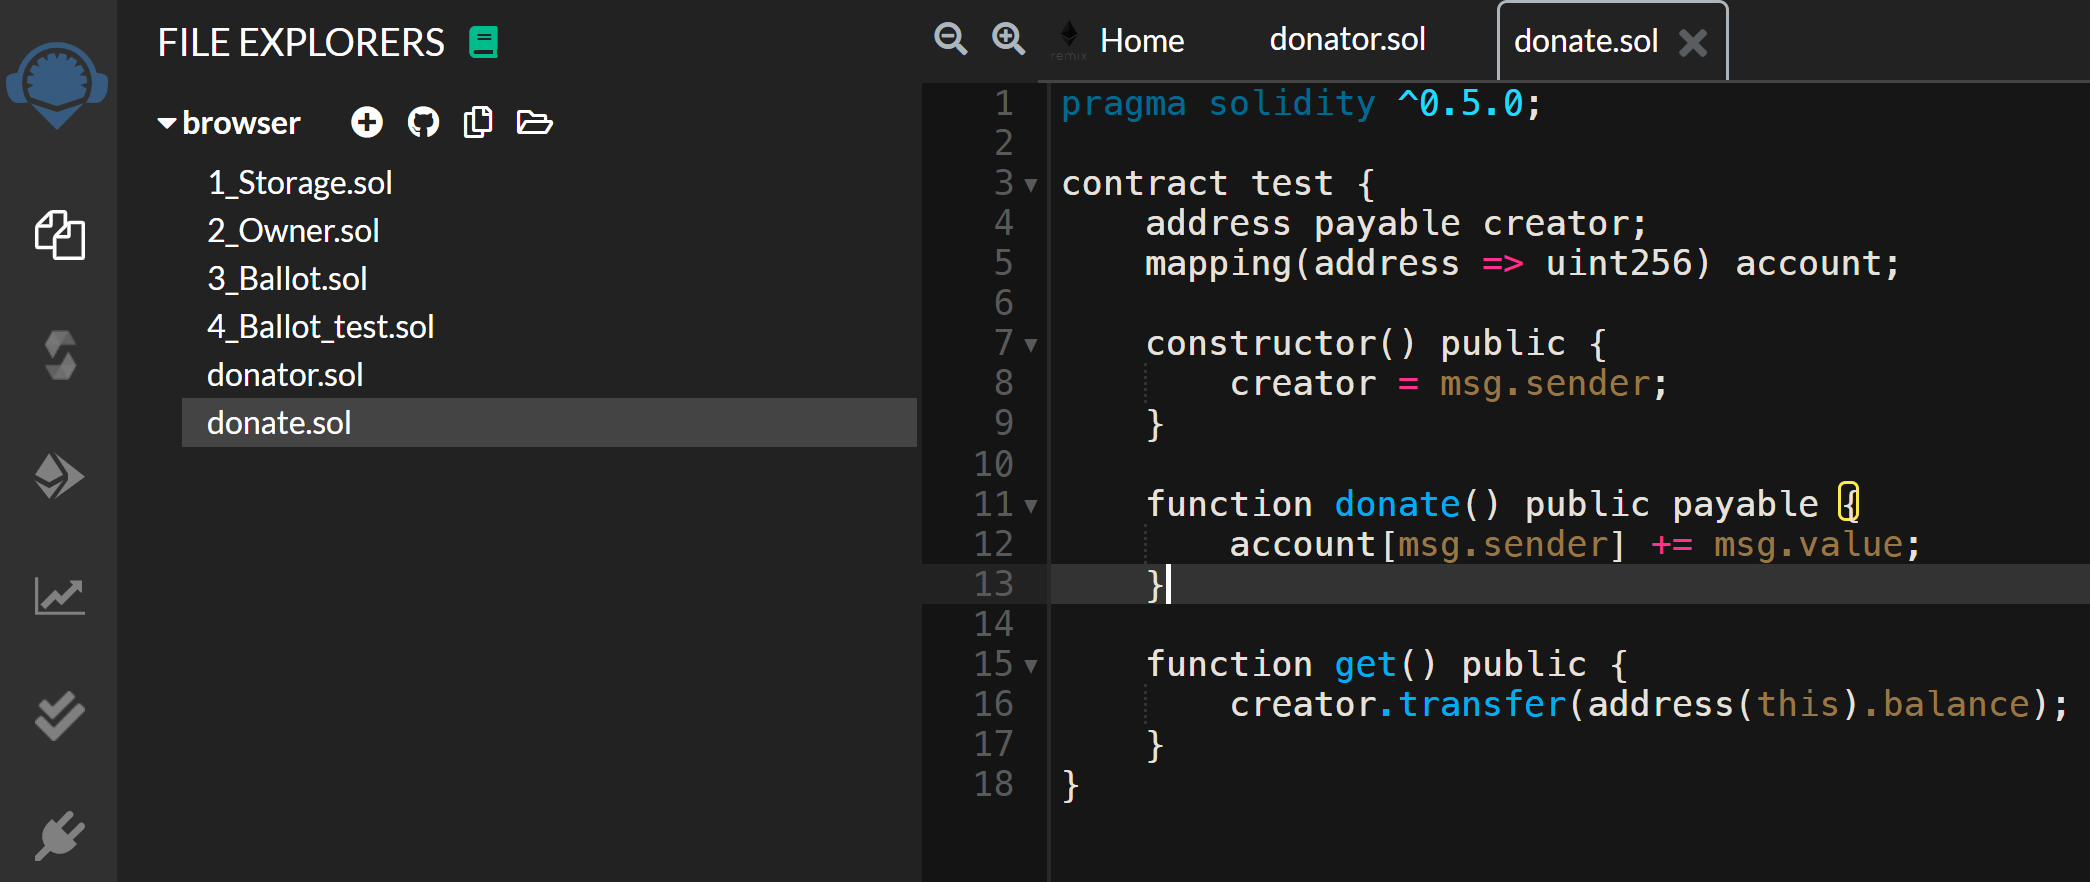 FILE EXPLORERS
browser
1_Storage.sol
2_Owner.sol
3_Ballot.sol
4_Ballot_test.sol
donator.sol
donate.sol
remix
Home
donator.sol
donate.sol
1 pragma solidity ^0.5.0;
2
3 contract test {
4     address payable creator;
5     mapping(address => uint256) account;
6
7     constructor() public {
8         creator = msg.sender;
9     }
10
11     function donate() public payable {
12         account[msg.sender] += msg.value;
13     }
14
15     function get() public {
16         creator.transfer(address(this).balance);
17     }
18 }